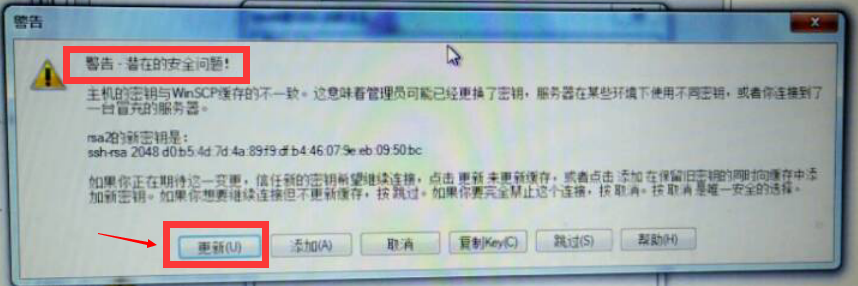 警告
警告 - 潜在的安全问题！
主机的密钥与WinSCP缓存的不一致。这意味着管理员可能已经更换了密钥，服务器在某些环境下使用不同密钥，或者你连接到了
一台冒充的服务器。
rsa2的新密钥是：
ssh-rsa 2048 d0:b5:4d:7d:4a:89:f9:df:b4:46:07:9e:eb:09:50:bc
如果你正在期待这一变更，信任新的密钥希望继续连接，点击 更新 来更新缓存，或者点击 添加 在保留旧密钥的同时向缓存中添
加新密钥。如果你想要继续连接但不更新缓存，按 跳过。如果你要完全禁止这个连接，按 取消。按 取消 是唯一安全的选择。
更新(U) 添加(A) 取消 复制Key(C) 跳过(S) 帮助(H)